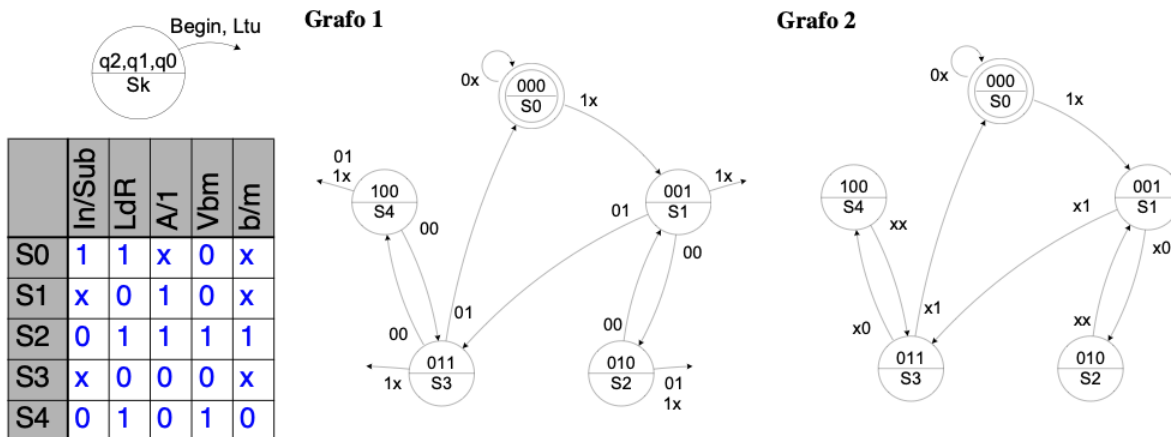 Begin, Ltu
q2,q1,q0
Sk
In/Sub LdR A/1 Vbm b/m
S0 1 1 x 0 x
S1 x 0 1 0 x
S2 0 1 1 1 1
S3 x 0 0 0 x
S4 0 1 0 1 0
Grafo 1
0x
000
S0
1x
01
1x
100
S4
00
001
S1
1x
01
00
00
01
00
011
S3
1x
010
S2
01
1x
Grafo 2
0x
000
S0
1x
100
S4
xx
001
S1
x1
x0
x0
x1
xx
011
S3
010
S2